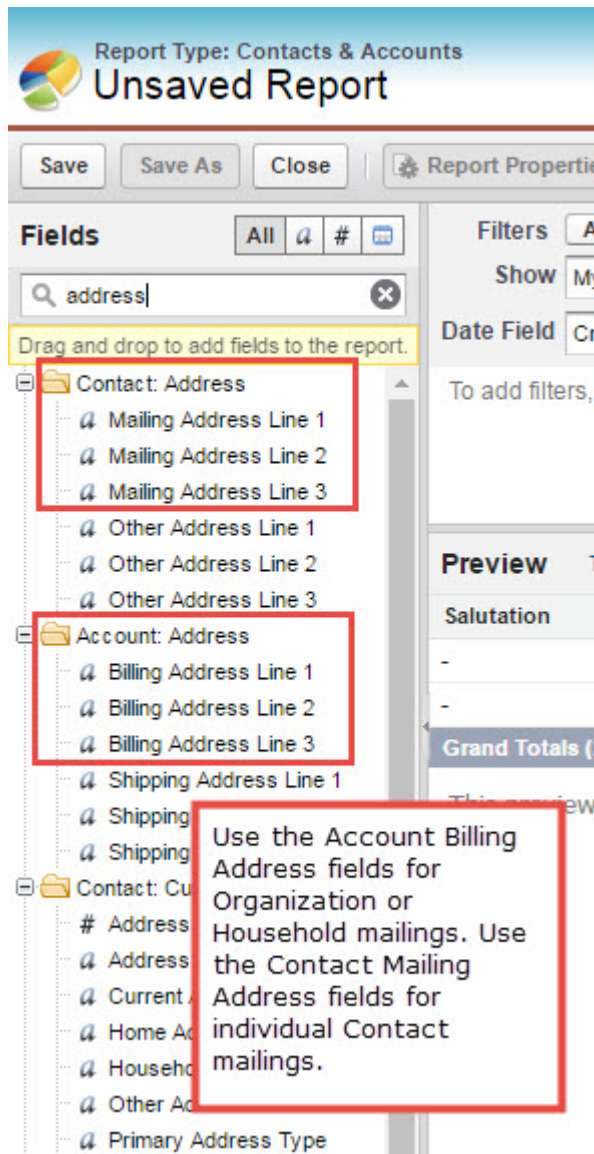 Report Type: Contacts & Accounts
Unsaved Report
Save
Save As
Close
Report
Fields
All
a
#
Filters
Show
address
Date Field
Drag and drop to add fields to the report.
To add filters,
Contact: Address
a Mailing Address Line 1
a Mailing Address Line 2
a Mailing Address Line 3
a Other Address Line 1
a Other Address Line 2
a Other Address Line 3
Preview
Salutation
Account: Address
a Billing Address Line 1
-
a Billing Address Line 2
-
a Billing Address Line 3
Grand Totals (
a Shipping Address Line 1
a Shipping
a Shipping
Contact:
# Address
a Address
a Current
a Home
a
a Other
a Primary Address Type
Use the Account Billing
Address fields for
Organization or
Household mailings. Use
the Contact Mailing
Address fields for
individual Contact
mailings.